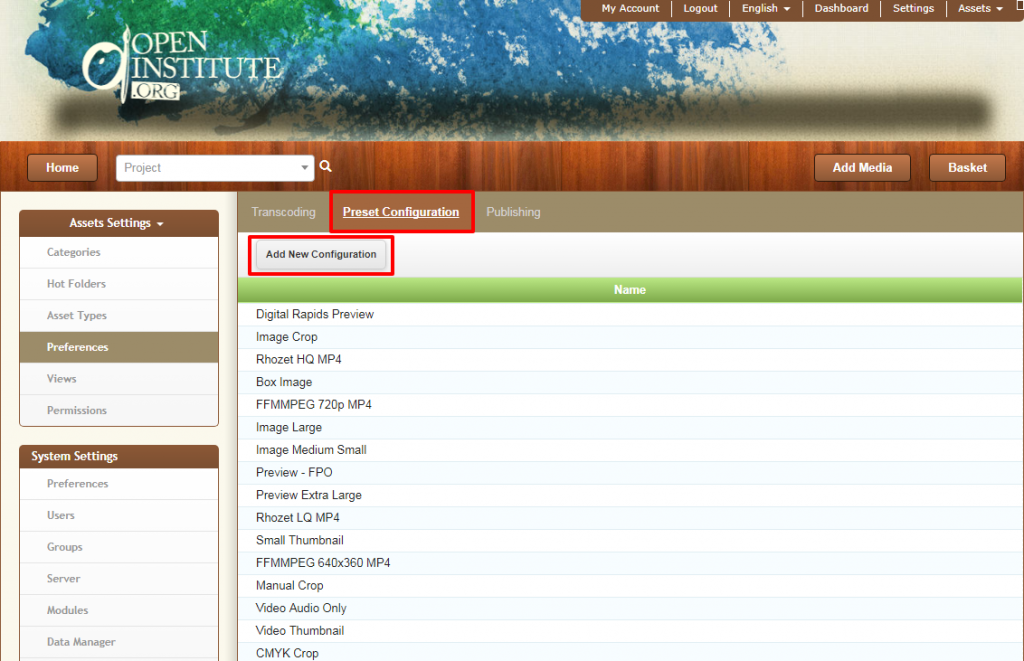 My Account Logout English Dashboard Settings Assets
OPEN
INSTITUTE
.ORG
Home Project Add Media Basket
Assets Settings
Categories
Hot Folders
Asset Types
Preferences
Views
Permissions
System Settings
Preferences
Users
Groups
Server
Modules
Data Manager
Transcoding Preset Configuration Publishing
Add New Configuration
Name
Digital Rapids Preview
Image Crop
Rhozet HQ MP4
Box Image
FFMMPEG 720p MP4
Image Large
Image Medium Small
Preview - FPO
Preview Extra Large
Rhozet LQ MP4
Small Thumbnail
FFMMPEG 640x360 MP4
Manual Crop
Video Audio Only
Video Thumbnail
CMYK Crop